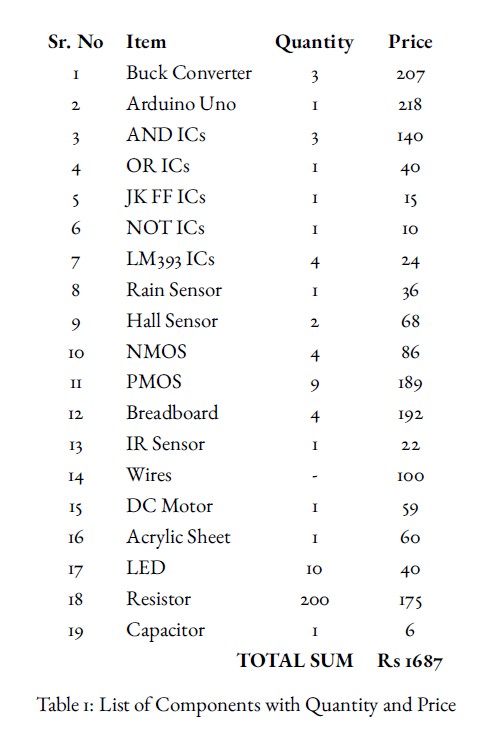 Sr. No Item Quantity Price
1 Buck Converter 3 207
2 Arduino Uno 1 218
3 AND ICs 3 140
4 OR ICs 1 40
5 JK FF ICs 1 15
6 NOT ICs 1 10
7 LM393 ICs 4 24
8 Rain Sensor 1 36
9 Hall Sensor 2 68
10 NMOS 4 86
11 PMOS 9 189
12 Breadboard 4 192
13 IR Sensor 1 22
14 Wires - 100
15 DC Motor 1 59
16 Acrylic Sheet 1 60
17 LED 10 40
18 Resistor 200 175
19 Capacitor 1 6
TOTAL SUM Rs 1687
Table 1: List of Components with Quantity and Price